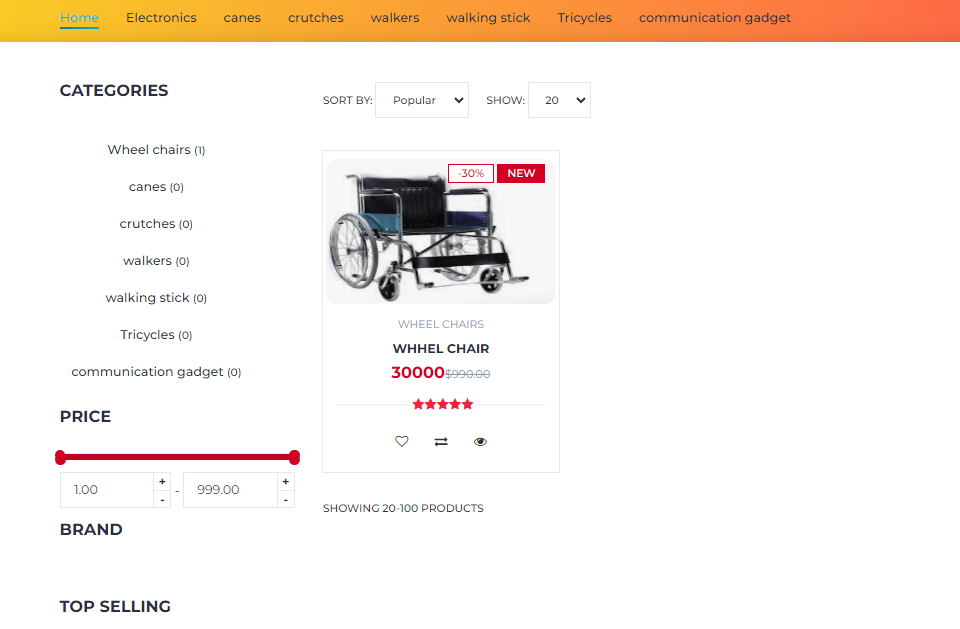 Home Electronics canes crutches walkers walking stick Tricycles communication gadget
CATEGORIES
Wheel chairs (1)
canes (0)
crutches (0)
walkers (0)
walking stick (0)
Tricycles (0)
communication gadget (0)
PRICE
1.00 + - - 999.00 + -
BRAND
TOP SELLING
SORT BY: Popular SHOW: 20
-30% NEW
WHEEL CHAIRS
WHHEL CHAIR
30000 $990.00
SHOWING 20-100 PRODUCTS